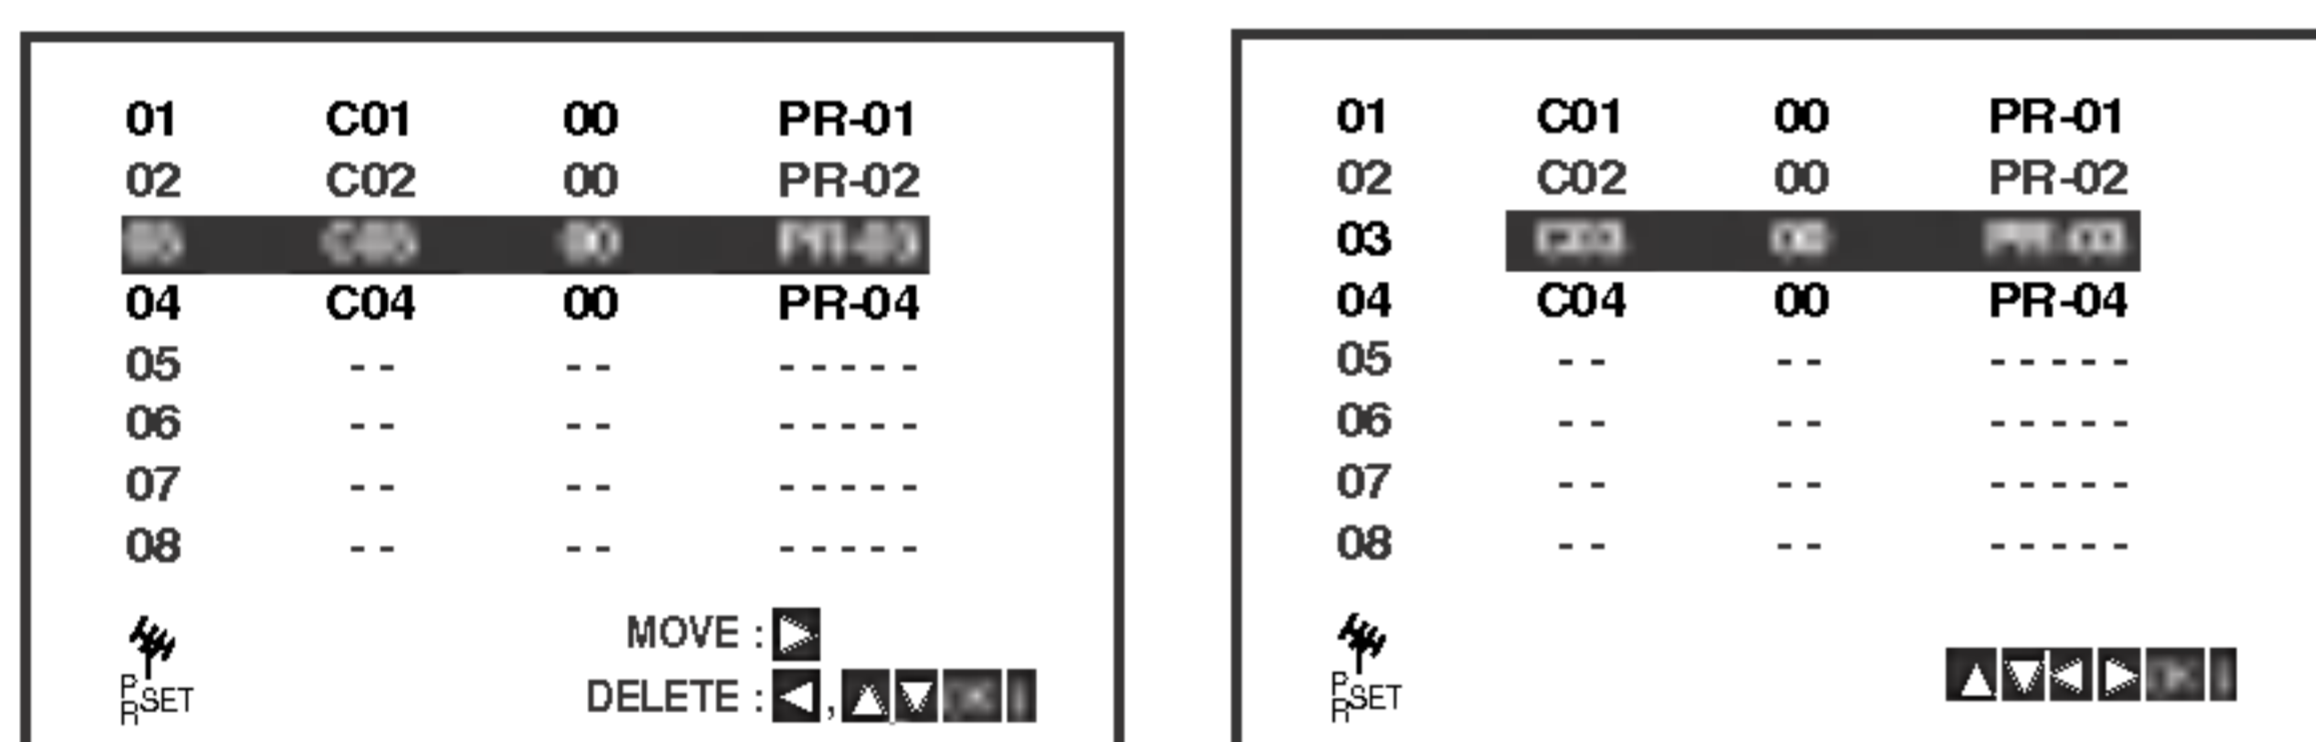 01 C01 00 PR-01
02 C02 00 PR-02
04 C04 00 PR-04
05 -- -- -----
06 -- -- -----
07 -- -- -----
08 -- -- -----
MOVE :
DELETE : ,
PR SET
01 C01 00 PR-01
02 C02 00 PR-02
03
04 C04 00 PR-04
05 -- -- -----
06 -- -- -----
07 -- -- -----
08 -- -- -----
PR SET